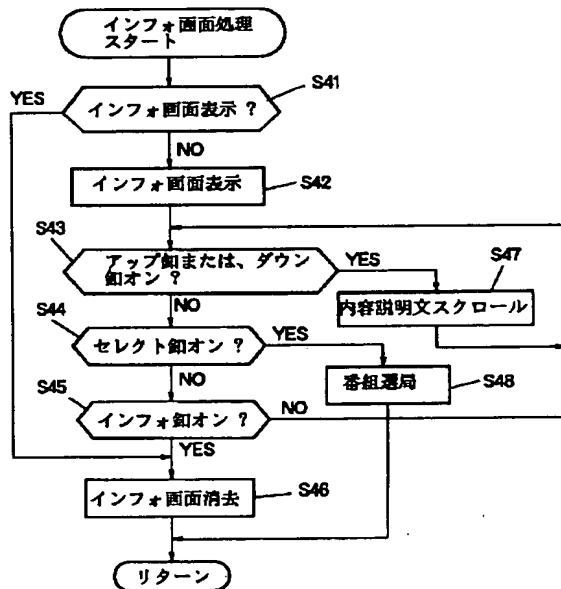 インフォ画面処理
スタート
S41
YES
インフォ画面表示 ?
NO
インフォ画面表示
S42
S43
アップ釦または、ダウン
釦オン ?
YES
S47
内容説明文スクロール
NO
S44
セレクト釦オン ?
YES
番組選局
S48
NO
S45
インフォ釦オン ?
NO
YES
インフォ画面消去
S46
リターン